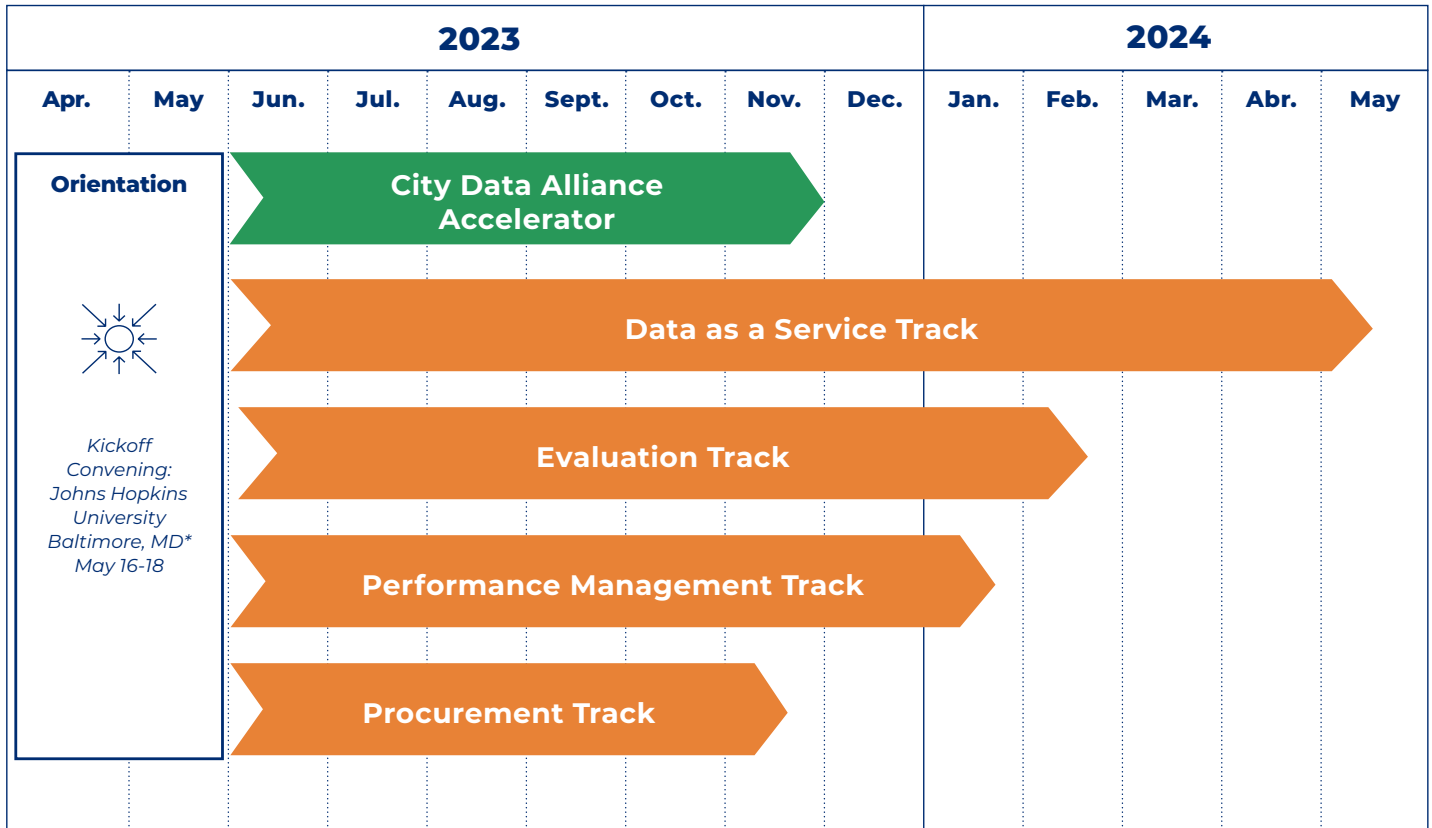 2023
2024
Apr.
May
Jun.
Jul.
Aug.
Sept.
Oct.
Nov.
Dec.
Jan.
Feb.
Mar.
Abr.
May
Orientation
Kickoff
Convening:
Johns Hopkins
University
Baltimore, MD*
May 16-18
City Data Alliance
Accelerator
Data as a Service Track
Evaluation Track
Performance Management Track
Procurement Track